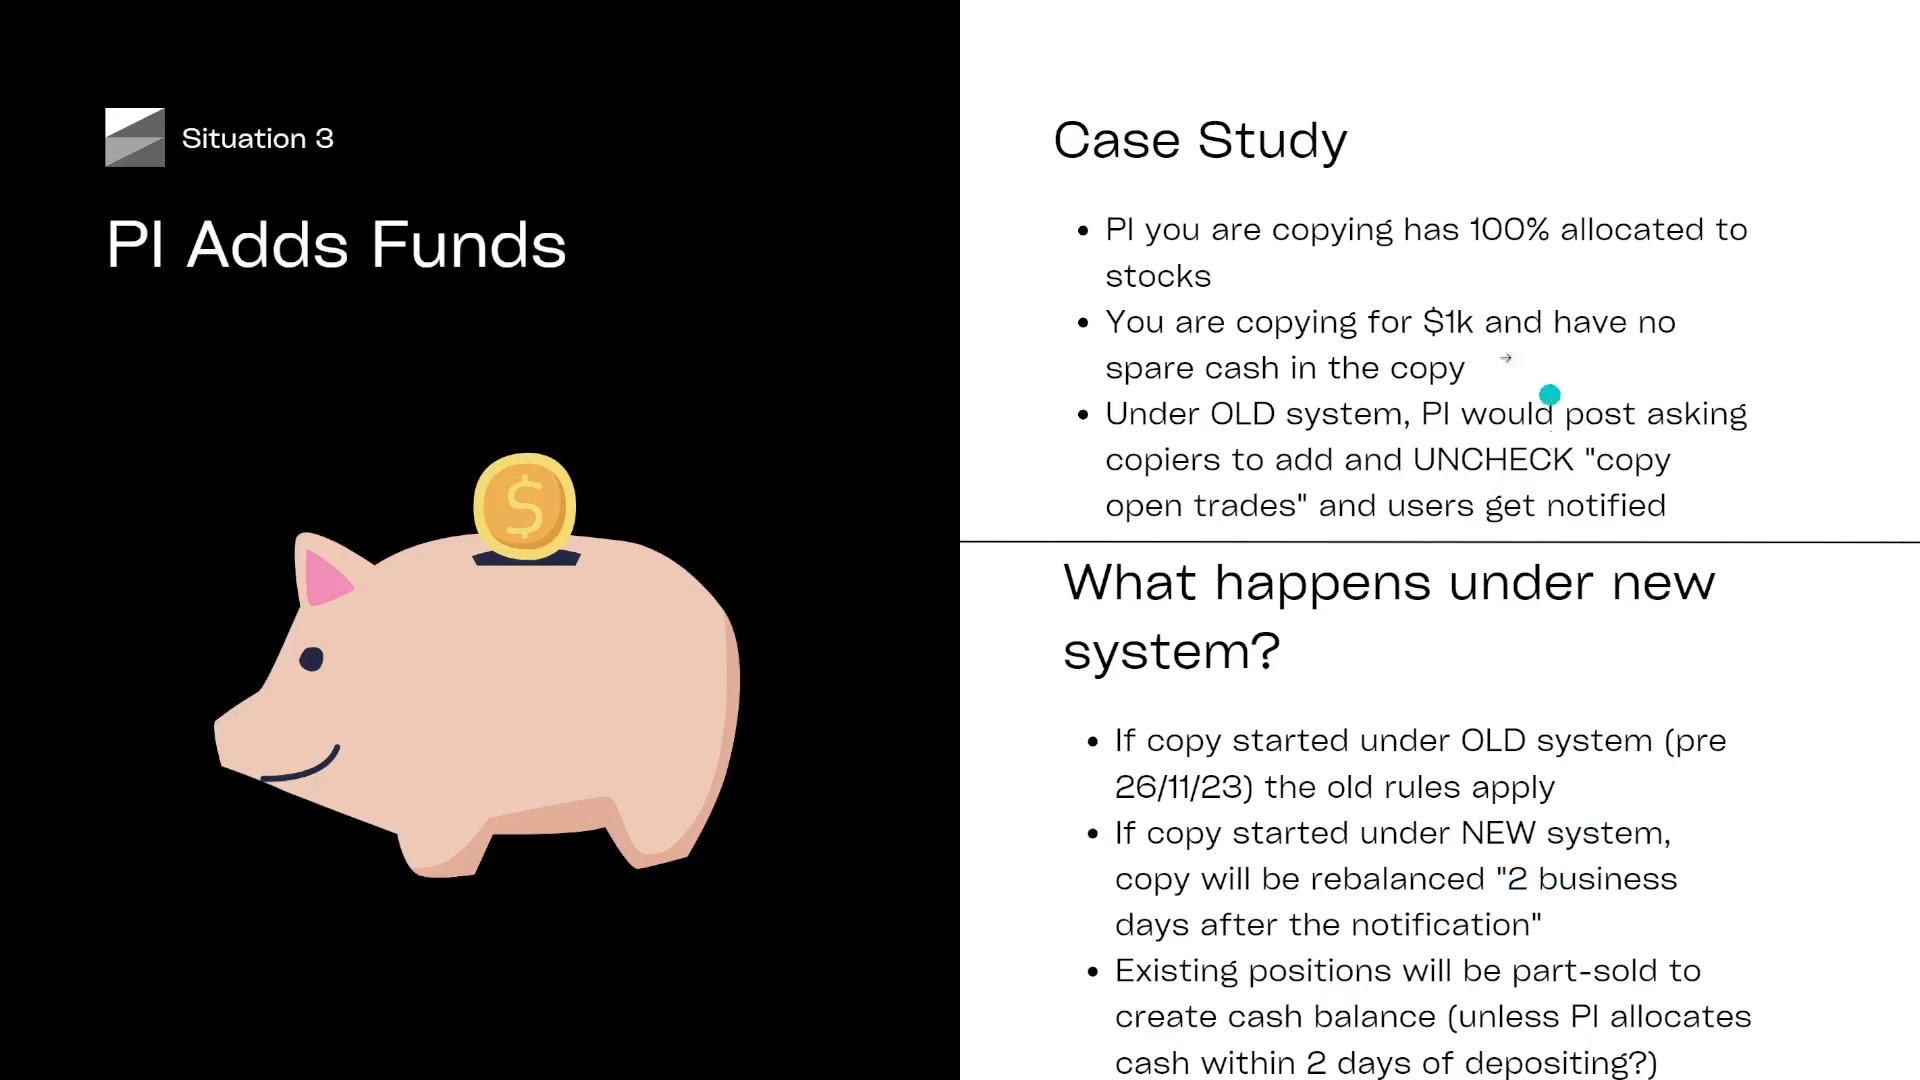 Situation 3
PI Adds Funds
$
Case Study
• PI you are copying has 100% allocated to
stocks
• You are copying for $1k and have no
spare cash in the copy
• Under OLD system, PI would post asking
copiers to add and UNCHECK "copy
open trades" and users get notified
What happens under new
system?
• If copy started under OLD system (pre
26/11/23) the old rules apply
• If copy started under NEW system,
copy will be rebalanced "2 business
days after the notification"
• Existing positions will be part-sold to
create cash balance (unless PI allocates
cash within 2 days of depositing?)